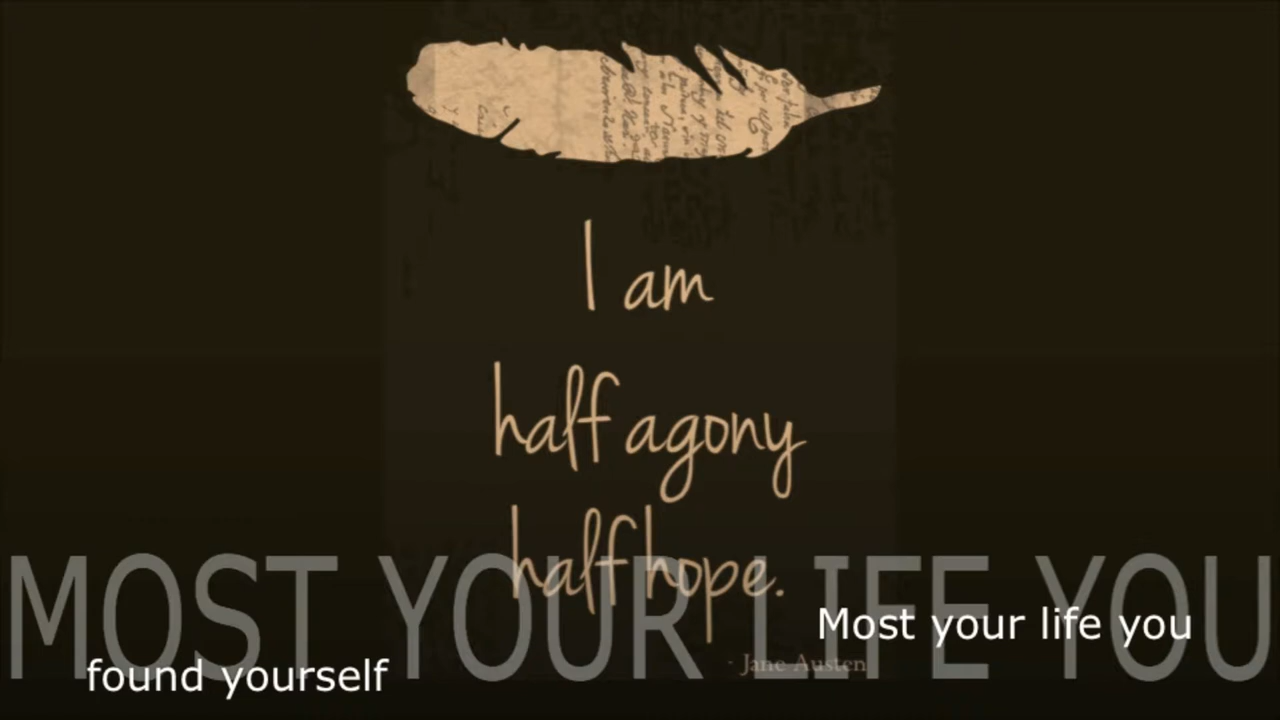 I am
half agony
half hope.
MOST YOUR LIFE YOU
Most your life you
- Jane Austen
found yourself